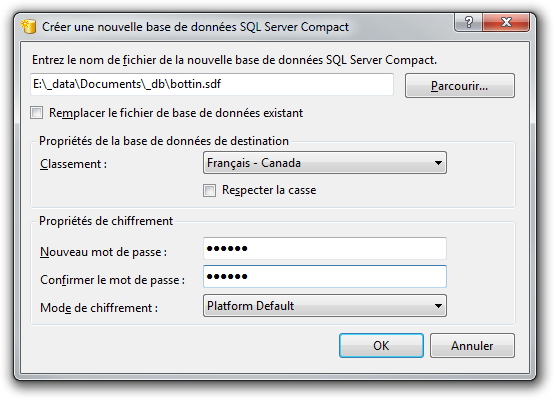 Créer une nouvelle base de données SQL Server Compact
Entrez le nom de fichier de la nouvelle base de données SQL Server Compact.
E:\_data\Documents\_db\bottin.sdf
Parcourir...
Remplacer le fichier de base de données existant
Propriétés de la base de données de destination
Classement :
Français - Canada
Respecter la casse
Propriétés de chiffrement
Nouveau mot de passe :
●●●●●●
Confirmer le mot de passe :
●●●●●●
Mode de chiffrement :
Platform Default
OK
Annuler